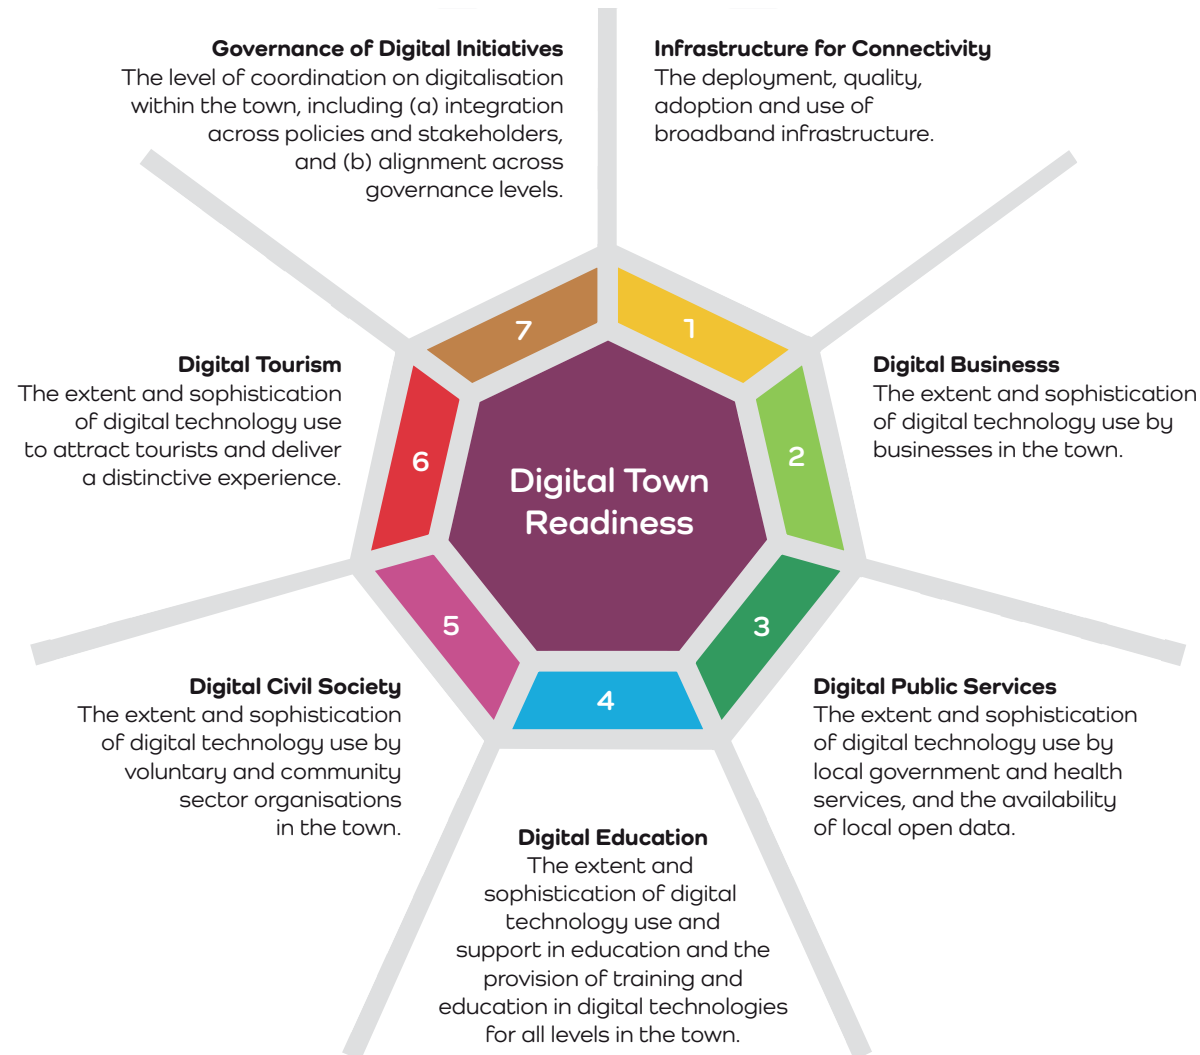 Governance of Digital Initiatives
The level of coordination on digitalisation
within the town, including (a) integration
across policies and stakeholders,
and (b) alignment across
governance levels.
Infrastructure for Connectivity
The deployment, quality,
adoption and use of
broadband infrastructure.
7
1
Digital Tourism
The extent and sophistication
of digital technology use
to attract tourists and deliver
a distinctive experience.
6
Digital Town
Readiness
2
Digital Businesss
The extent and sophistication
of digital technology use by
businesses in the town.
5
4
3
Digital Civil Society
The extent and sophistication
of digital technology use by
voluntary and community
sector organisations
in the town.
Digital Education
The extent and
sophistication of digital
technology use and
support in education and the
provision of training and
education in digital technologies
for all levels in the town.
Digital Public Services
The extent and sophistication
of digital technology use by
local government and health
services, and the availability
of local open data.